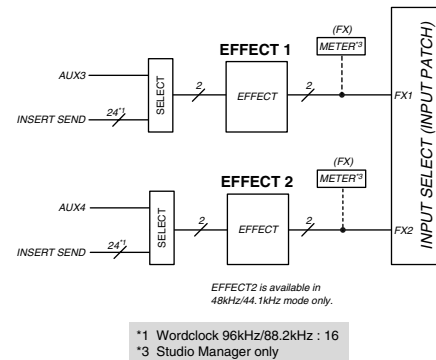 EFFECT 1
(FX)
METER*3
AUX3
INSERT SEND
24*1
SELECT
2
EFFECT
2
FX1
INPUT SELECT (INPUT PATCH)
EFFECT 2
(FX)
METER*3
AUX4
INSERT SEND
24*1
SELECT
2
EFFECT
2
FX2
EFFECT2 is available in
48kHz/44.1kHz mode only.
*1 Wordclock 96kHz/88.2kHz : 16
*3 Studio Manager only